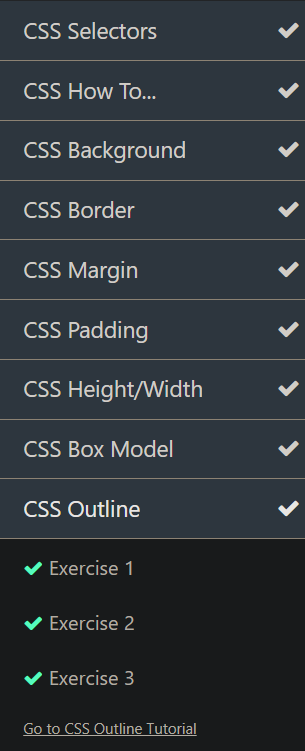 CSS Selectors
CSS How To...
CSS Background
CSS Border
CSS Margin
CSS Padding
CSS Height/Width
CSS Box Model
CSS Outline
Exercise 1
Exercise 2
Exercise 3
Go to CSS Outline Tutorial